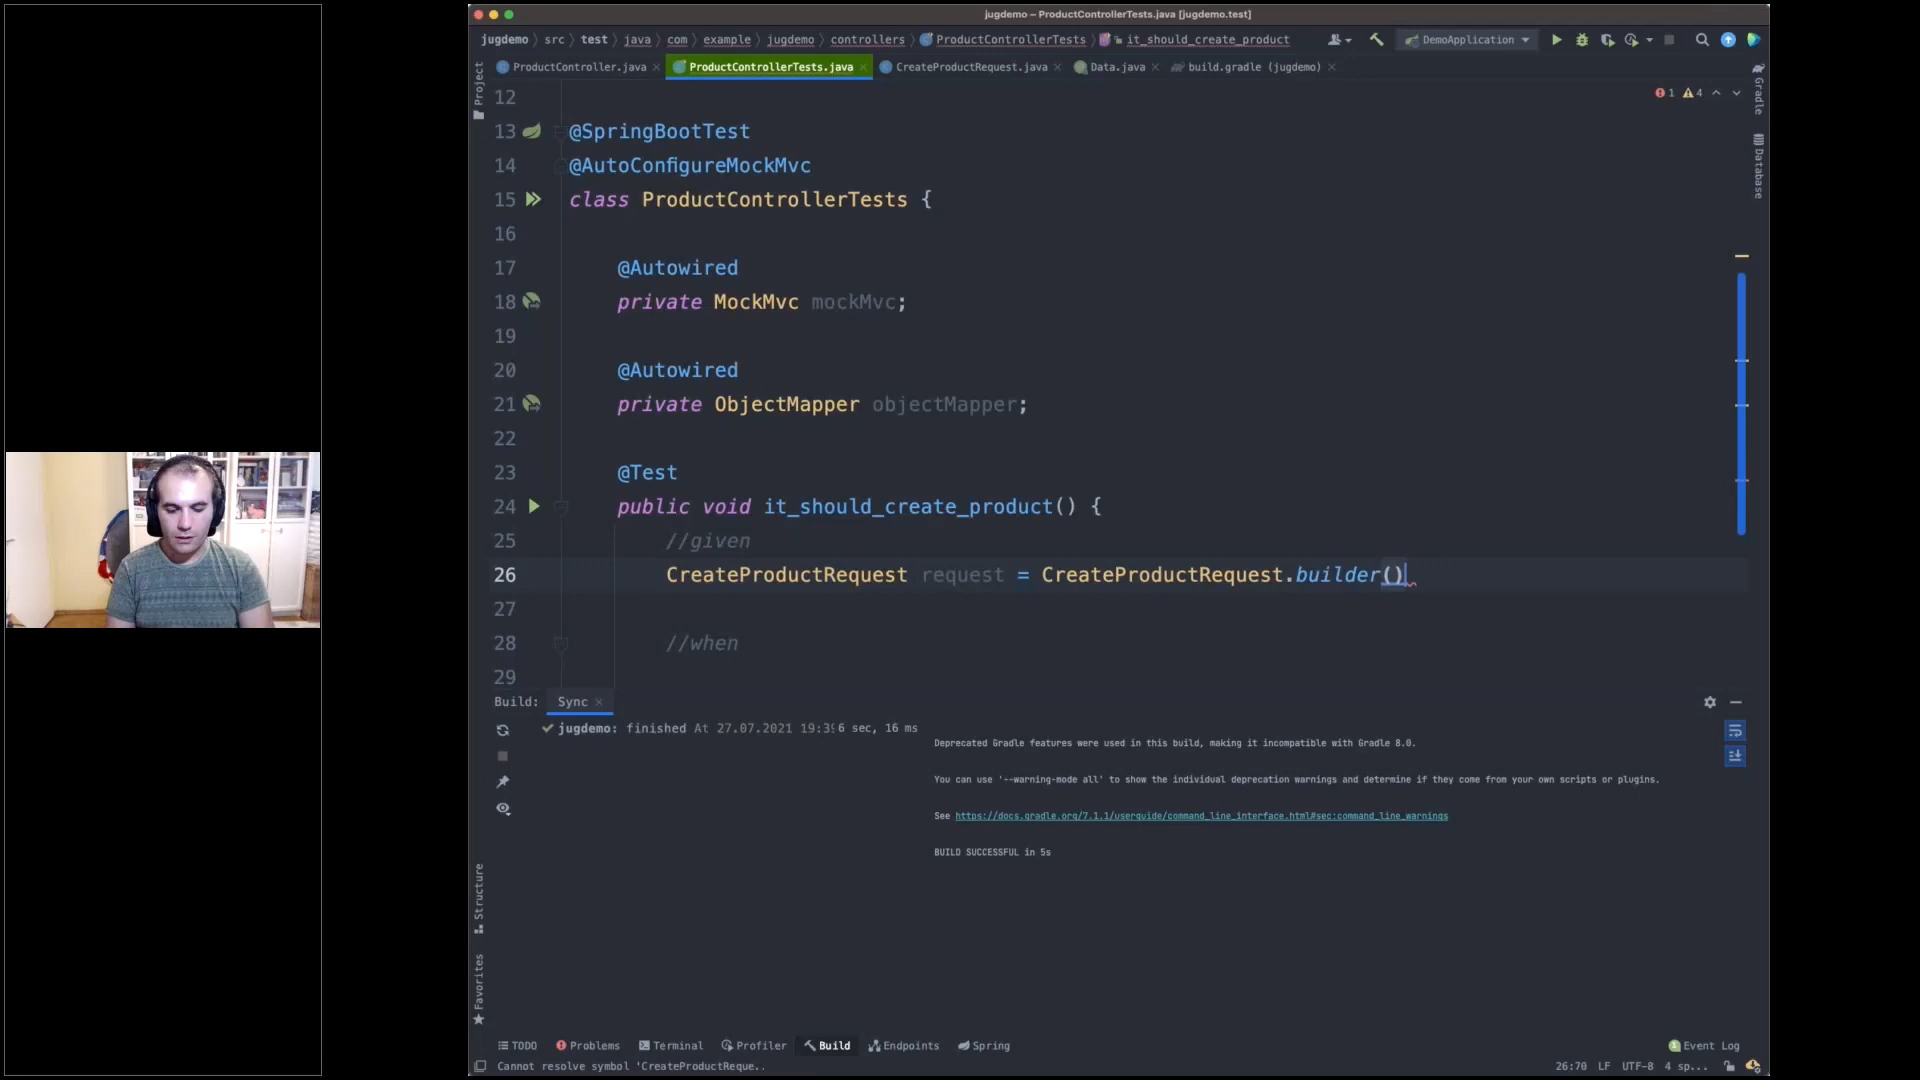 jugdemo – ProductControllerTests.java [jugdemo.test]
jugdemo src test java com example jugdemo controllers ProductControllerTests it_should_create_product DemoApplication
ProductController.java ProductControllerTests.java CreateProductRequest.java Data.java build.gradle (jugdemo)
Project
Gradle
Database
1 4
12
13 @SpringBootTest
14 @AutoConfigureMockMvc
15 class ProductControllerTests {
16
17 @Autowired
18 private MockMvc mockMvc;
19
20 @Autowired
21 private ObjectMapper objectMapper;
22
23 @Test
24 public void it_should_create_product() {
25 //given
26 CreateProductRequest request = CreateProductRequest.builder()
27
28 //when
29
Build: Sync
jugdemo: finished At 27.07.2021 19:39 6 sec, 16 ms
Deprecated Gradle features were used in this build, making it incompatible with Gradle 8.0.
You can use '--warning-mode all' to show the individual deprecation warnings and determine if they come from your own scripts or plugins.
See https://docs.gradle.org/7.1.1/userguide/command_line_interface.html#sec:command_line_warnings
BUILD SUCCESSFUL in 5s
Structure
Favorites
TODO Problems Terminal Profiler Build Endpoints Spring Event Log
Cannot resolve symbol 'CreateProductReque.. 26:70 LF UTF-8 4 sp...